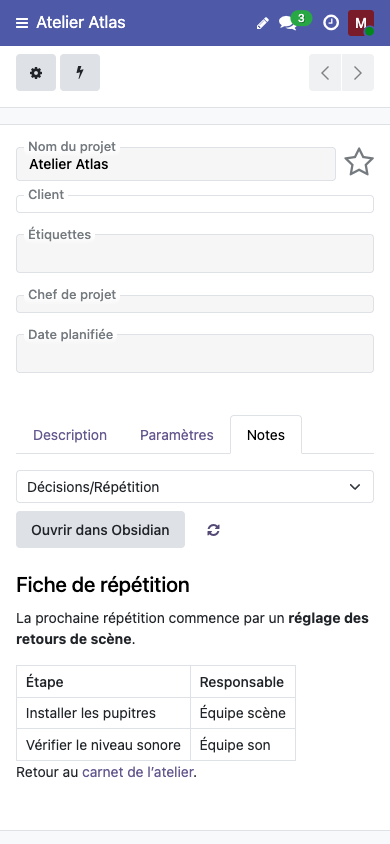 Atelier Atlas
3
M
Nom du projet
Atelier Atlas
Client
Étiquettes
Chef de projet
Date planifiée
Description Paramètres Notes
Décisions/Répétition
Ouvrir dans Obsidian
Fiche de répétition
La prochaine répétition commence par un réglage des
retours de scène.
Étape Responsable
Installer les pupitres Équipe scène
Vérifier le niveau sonore Équipe son
Retour au carnet de l’atelier.